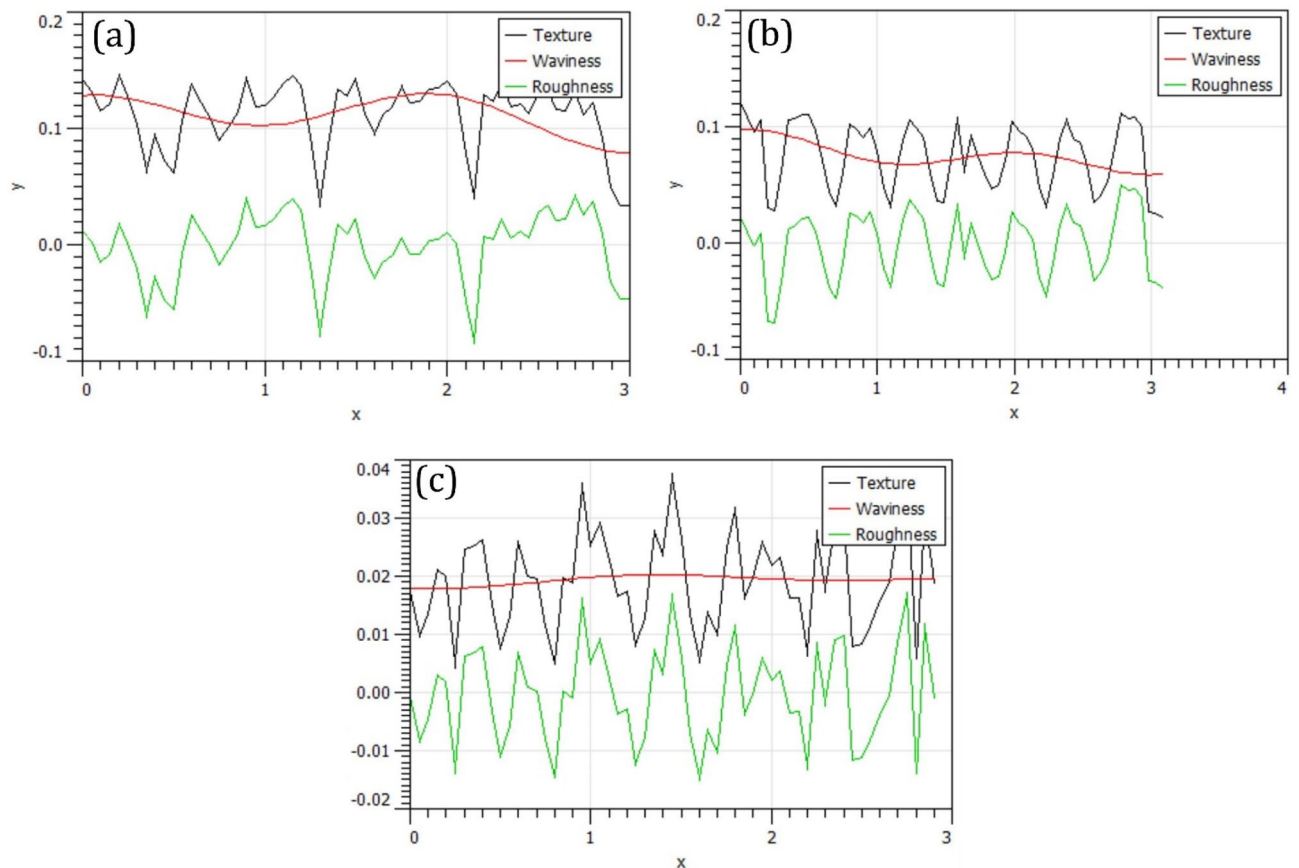 (a)
Texture
Waviness
Roughness
0.2
0.1
0.0
-0.1
y
0 1 2 3
x
(b)
Texture
Waviness
Roughness
0.2
0.1
0.0
-0.1
y
0 1 2 3 4
x
(c)
Texture
Waviness
Roughness
0.04
0.03
0.02
0.01
0.00
-0.01
-0.02
0 1 2 3
x